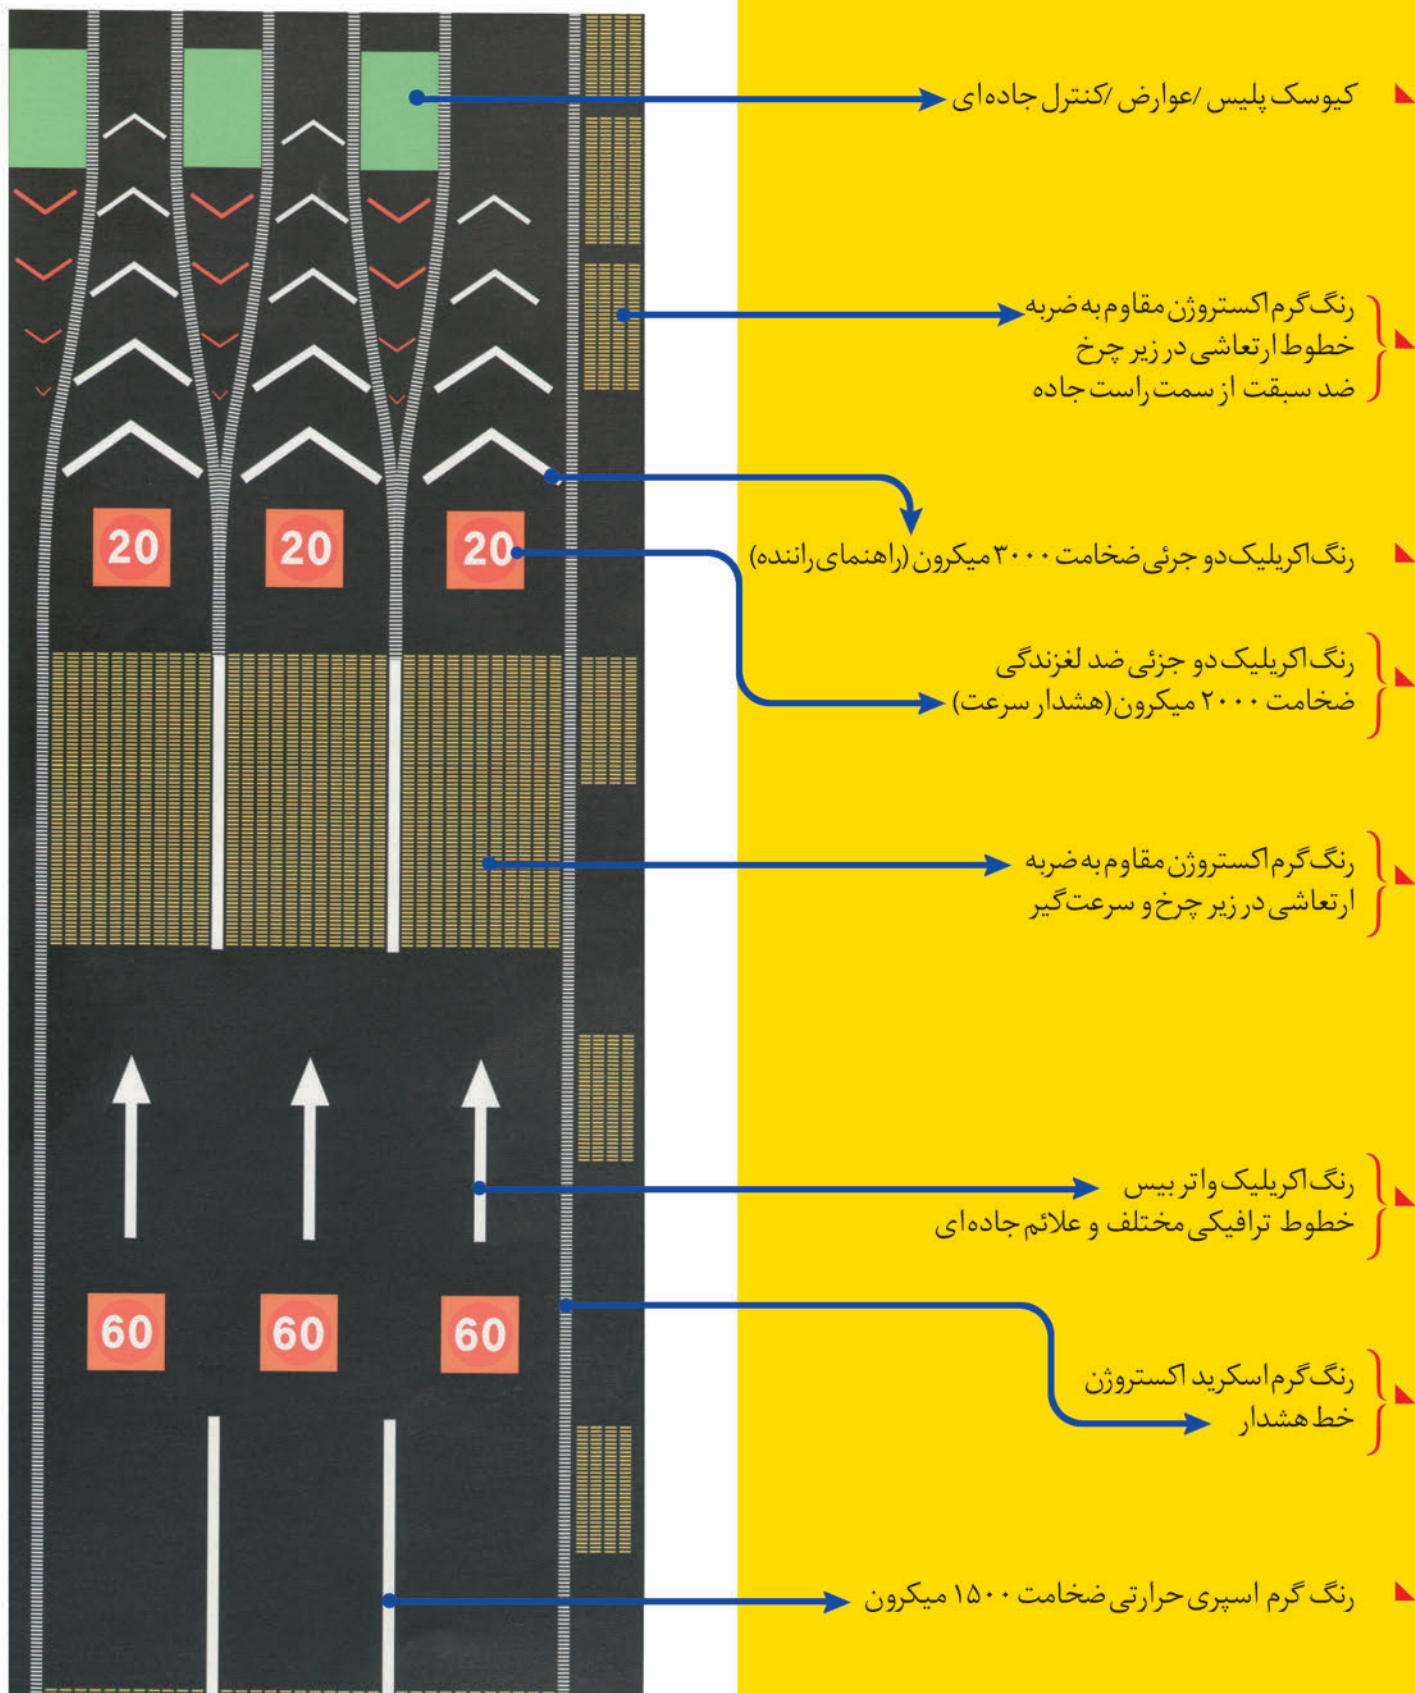 کیوسک پلیس /عوارض /کنترل جاده‌ای
رنگ گرم اکستروژن مقاوم به ضربه
خطوط ارتعاشی در زیر چرخ
ضد سبقت از سمت راست جاده
20 20 20
رنگ اکریلیک دو جرئی ضخامت ۳۰۰۰ میکرون (راهنمای راننده)
رنگ اکریلیک دو جزئی ضد لغزندگی
ضخامت ۲۰۰۰ میکرون (هشدار سرعت)
رنگ گرم اکستروژن مقاوم به ضربه
ارتعاشی در زیر چرخ و سرعت‌گیر
رنگ اکریلیک واتر بیس
خطوط ترافیکی مختلف و علائم جاده‌ای
60 60 60
رنگ گرم اسکرید اکستروژن
خط هشدار
رنگ گرم اسپری حرارتی ضخامت ۱۵۰۰ میکرون